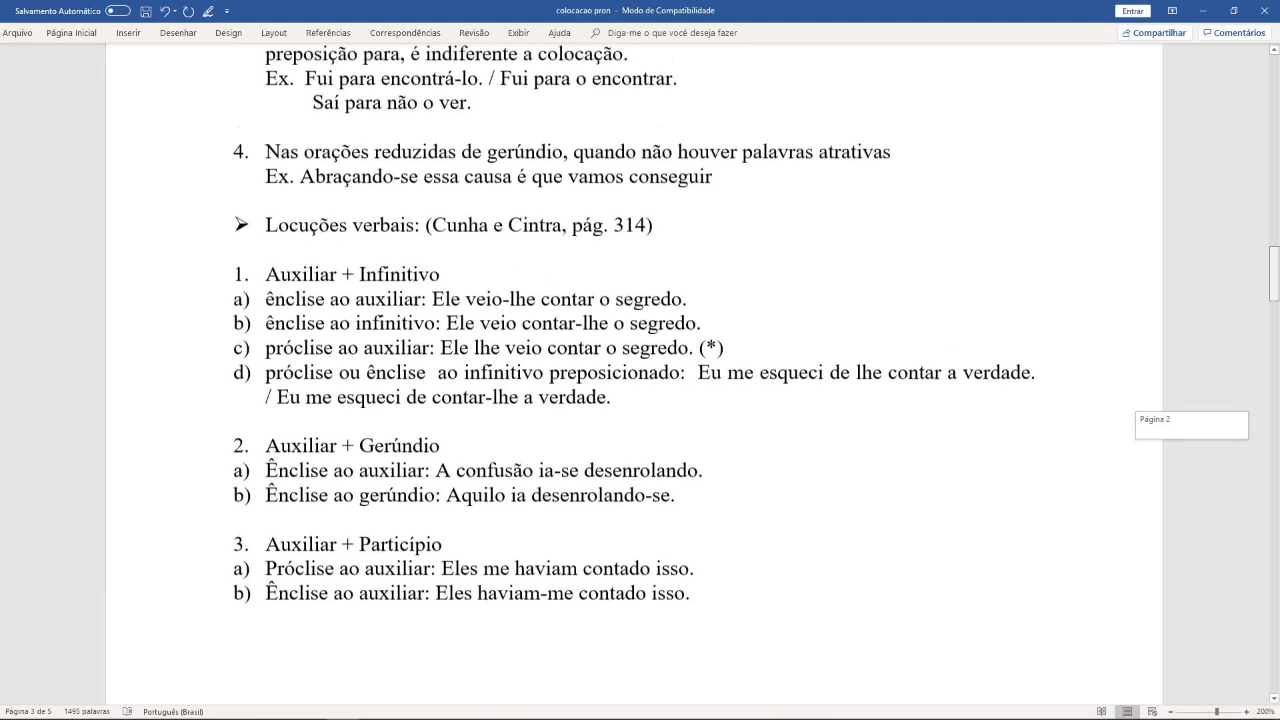 Salvamento Automático
colocacao pron - Modo de Compatibilidade
Entrar
Arquivo Página Inicial Inserir Desenhar Design Layout Referências Correspondências Revisão Exibir Ajuda Diga-me o que você deseja fazer Compartilhar Comentários
preposição para, é indiferente a colocação.
Ex. Fui para encontrá-lo. / Fui para o encontrar.
Saí para não o ver.
4. Nas orações reduzidas de gerúndio, quando não houver palavras atrativas
Ex. Abraçando-se essa causa é que vamos conseguir
➢ Locuções verbais: (Cunha e Cintra, pág. 314)
1. Auxiliar + Infinitivo
a) ênclise ao auxiliar: Ele veio-lhe contar o segredo.
b) ênclise ao infinitivo: Ele veio contar-lhe o segredo.
c) próclise ao auxiliar: Ele lhe veio contar o segredo. (*)
d) próclise ou ênclise ao infinitivo preposicionado: Eu me esqueci de lhe contar a verdade.
/ Eu me esqueci de contar-lhe a verdade.
Página 2
2. Auxiliar + Gerúndio
a) Ênclise ao auxiliar: A confusão ia-se desenrolando.
b) Ênclise ao gerúndio: Aquilo ia desenrolando-se.
3. Auxiliar + Particípio
a) Próclise ao auxiliar: Eles me haviam contado isso.
b) Ênclise ao auxiliar: Eles haviam-me contado isso.
Página 3 de 5 1495 palavras Português (Brasil) 200%